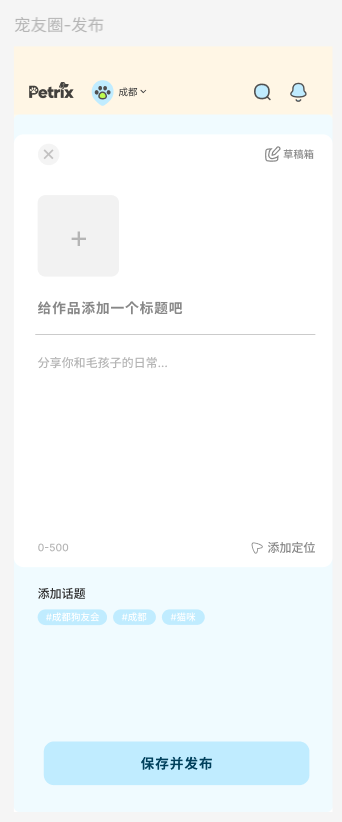 宠友圈-发布
Petrix
成都
草稿箱
+
给作品添加一个标题吧
分享你和毛孩子的日常...
0-500
添加定位
添加话题
#成都狗友会 #成都 #猫咪
保存并发布